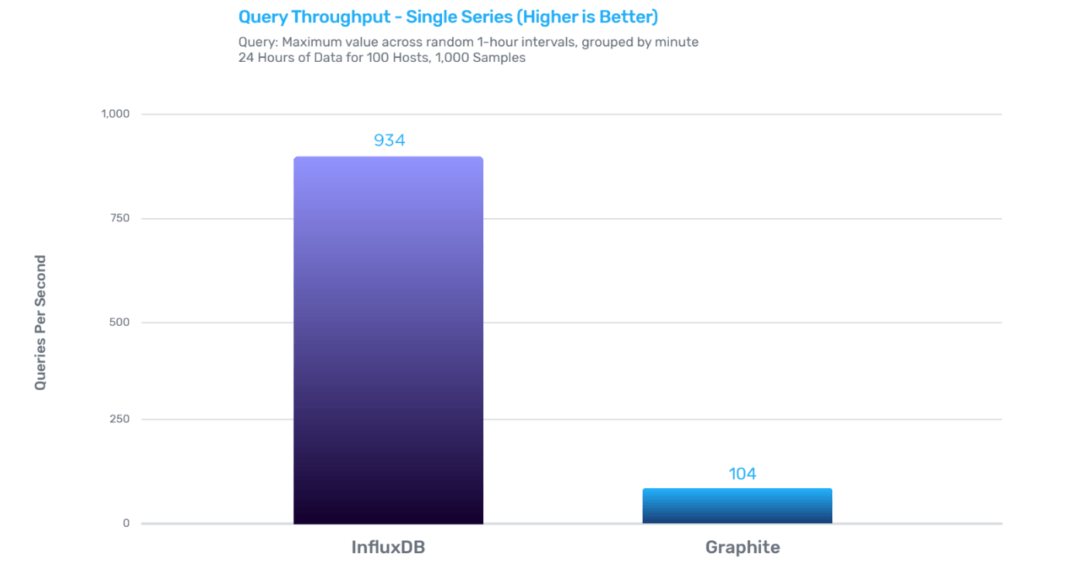 Query Throughput - Single Series (Higher is Better)
Query: Maximum value across random 1-hour intervals, grouped by minute
24 Hours of Data for 100 Hosts, 1,000 Samples
1,000
934
750
Queries Per Second
500
250
104
0
InfluxDB
Graphite